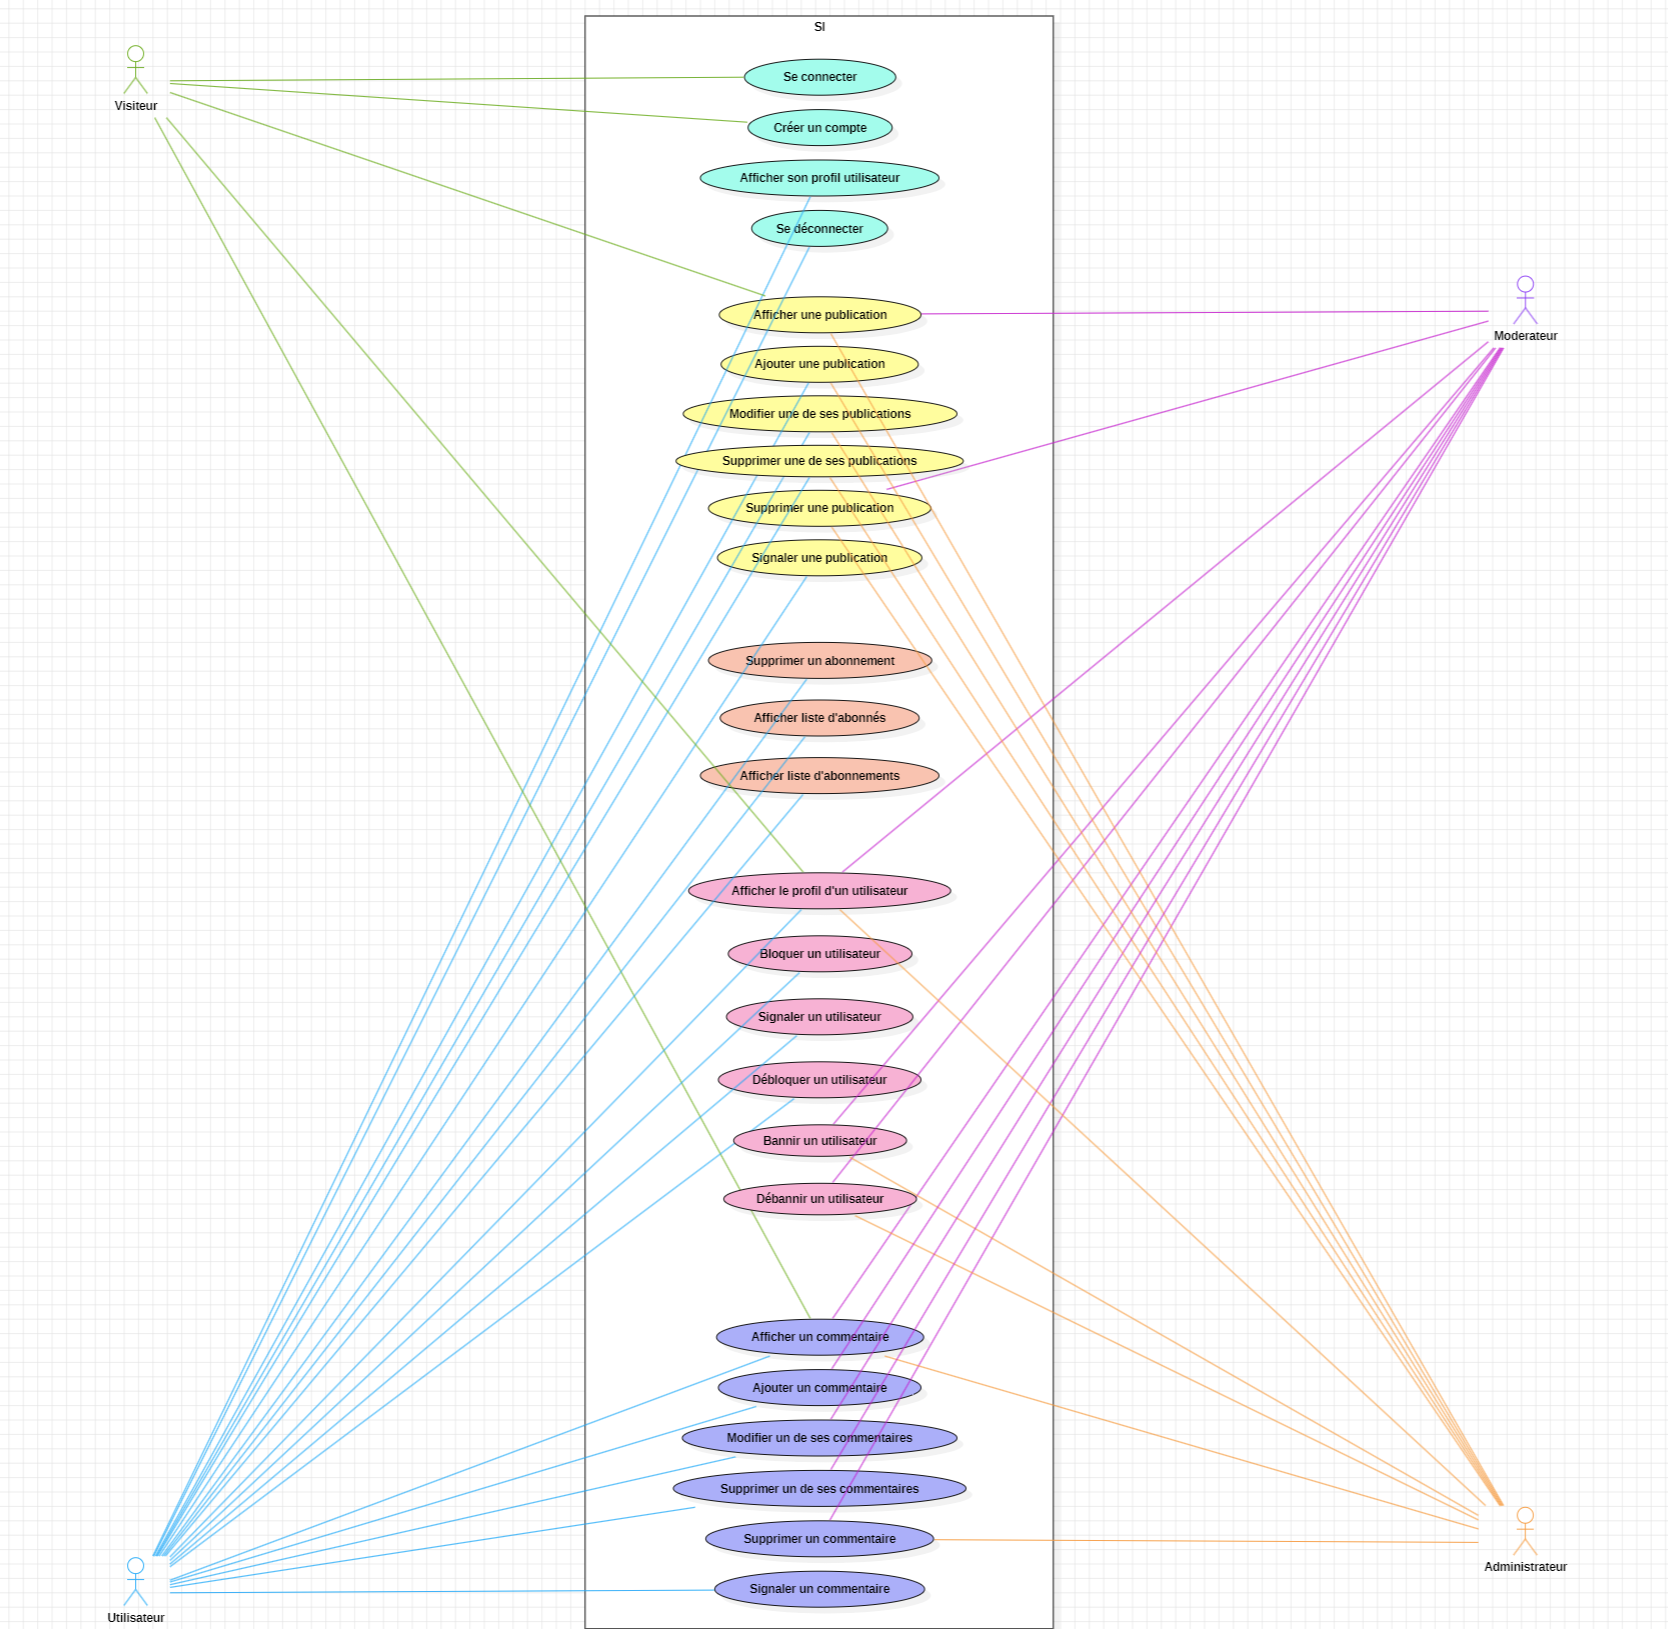 SI
Visiteur
Se connecter
Créer un compte
Afficher son profil utilisateur
Se déconnecter
Afficher une publication
Moderateur
Ajouter une publication
Modifier une de ses publications
Supprimer une de ses publications
Supprimer une publication
Signaler une publication
Supprimer un abonnement
Afficher liste d'abonnés
Afficher liste d'abonnements
Afficher le profil d'un utilisateur
Bloquer un utilisateur
Signaler un utilisateur
Débloquer un utilisateur
Bannir un utilisateur
Débannir un utilisateur
Afficher un commentaire
Ajouter un commentaire
Modifier un de ses commentaires
Supprimer un de ses commentaires
Supprimer un commentaire
Administrateur
Signaler un commentaire
Utilisateur